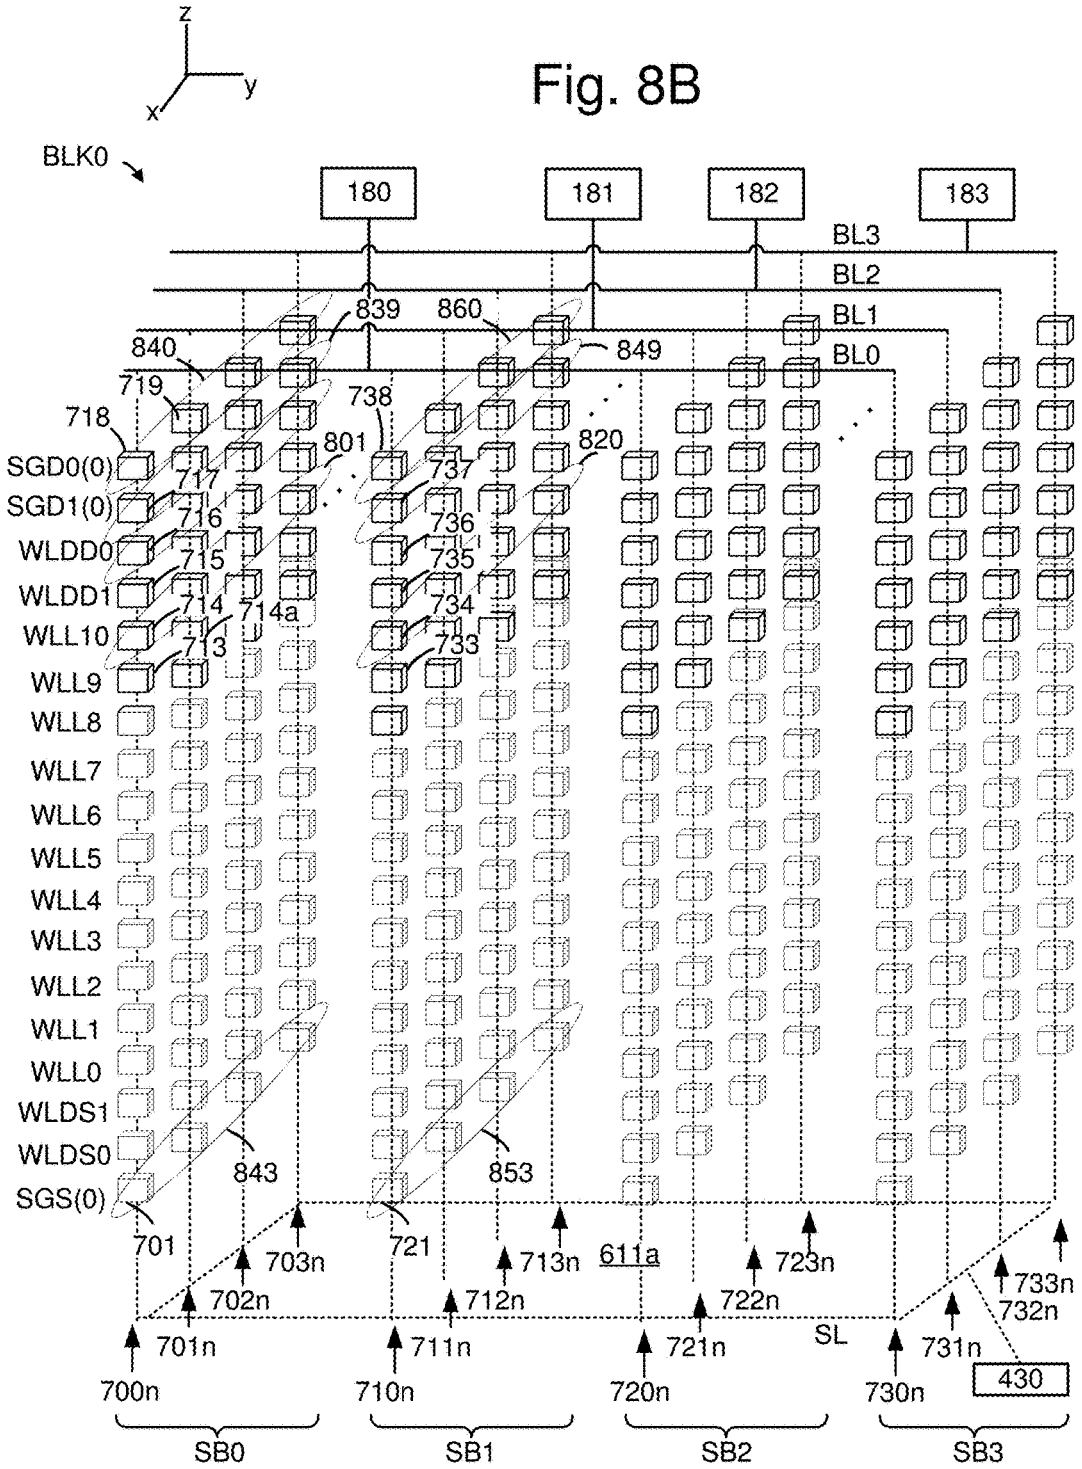 z
y
x
Fig. 8B
BLK0
180
181
182
183
BL3
BL2
BL1
BL0
839
860
840
849
719
738
718
801
820
SGD0(0)
717
737
SGD1(0)
716
736
WLDD0
715
735
WLDD1
714
714a
734
WLL10
713
733
WLL9
WLL8
WLL7
WLL6
WLL5
WLL4
WLL3
WLL2
WLL1
WLL0
WLDS1
WLDS0
843
853
SGS(0)
701
721
703n
713n
611a
723n
733n
702n
712n
722n
732n
701n
711n
721n
SL
731n
700n
710n
720n
730n
430
SB0
SB1
SB2
SB3